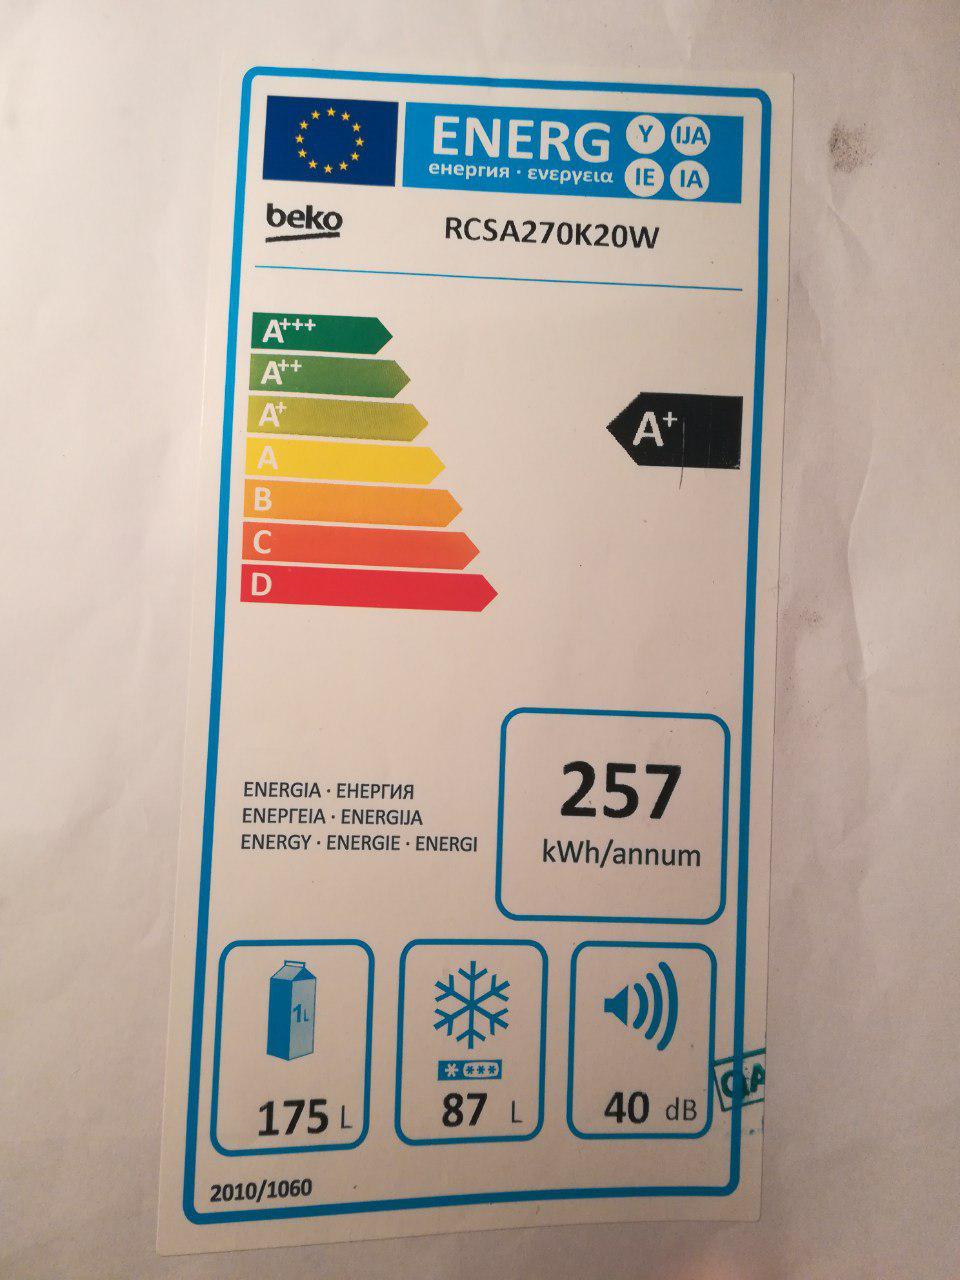 ENERG Y IJA
енергия · ενεργεια IE IA
beko RCSA270K20W
A+++
A++
A+
A
B
C
D
A+
257
kWh/annum
ENERGIA · ЕНЕРГИЯ
ΕΝΕΡΓΕΙΑ · ENERGIJA
ENERGY · ENERGIE · ENERGI
1L
175 L
87 L
40 dB
QA
2010/1060